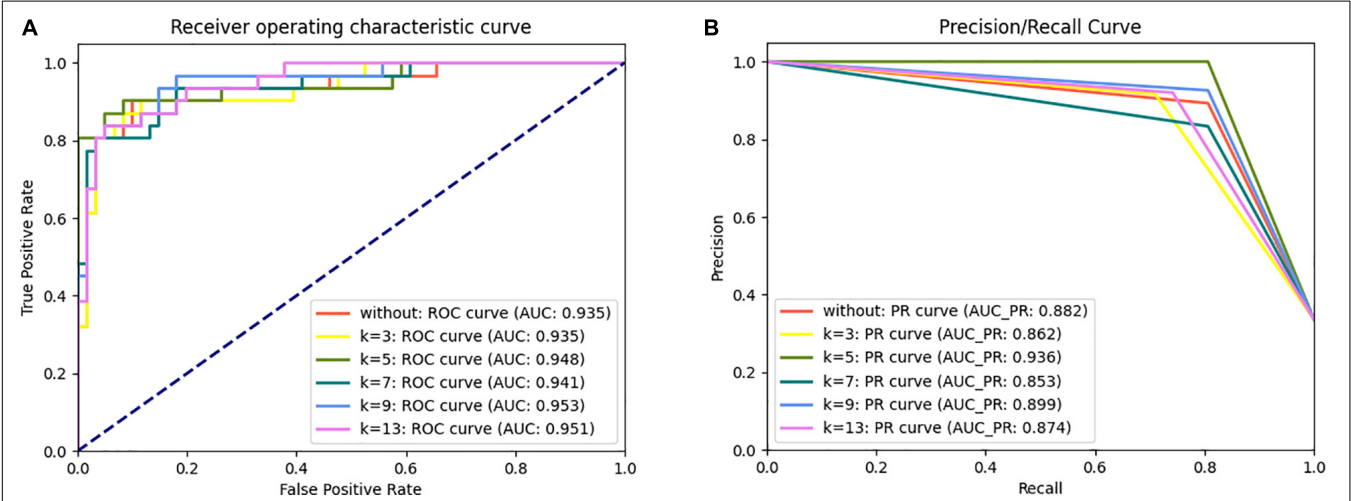 A
Receiver operating characteristic curve
1.0
0.8
0.6
0.4
0.2
0.0
True Positive Rate
without: ROC curve (AUC: 0.935)
k=3: ROC curve (AUC: 0.935)
k=5: ROC curve (AUC: 0.948)
k=7: ROC curve (AUC: 0.941)
k=9: ROC curve (AUC: 0.953)
k=13: ROC curve (AUC: 0.951)
0.0 0.2 0.4 0.6 0.8 1.0
False Positive Rate
B
Precision/Recall Curve
1.0
0.8
0.6
0.4
0.2
0.0
Precision
without: PR curve (AUC_PR: 0.882)
k=3: PR curve (AUC_PR: 0.862)
k=5: PR curve (AUC_PR: 0.936)
k=7: PR curve (AUC_PR: 0.853)
k=9: PR curve (AUC_PR: 0.899)
k=13: PR curve (AUC_PR: 0.874)
0.0 0.2 0.4 0.6 0.8 1.0
Recall